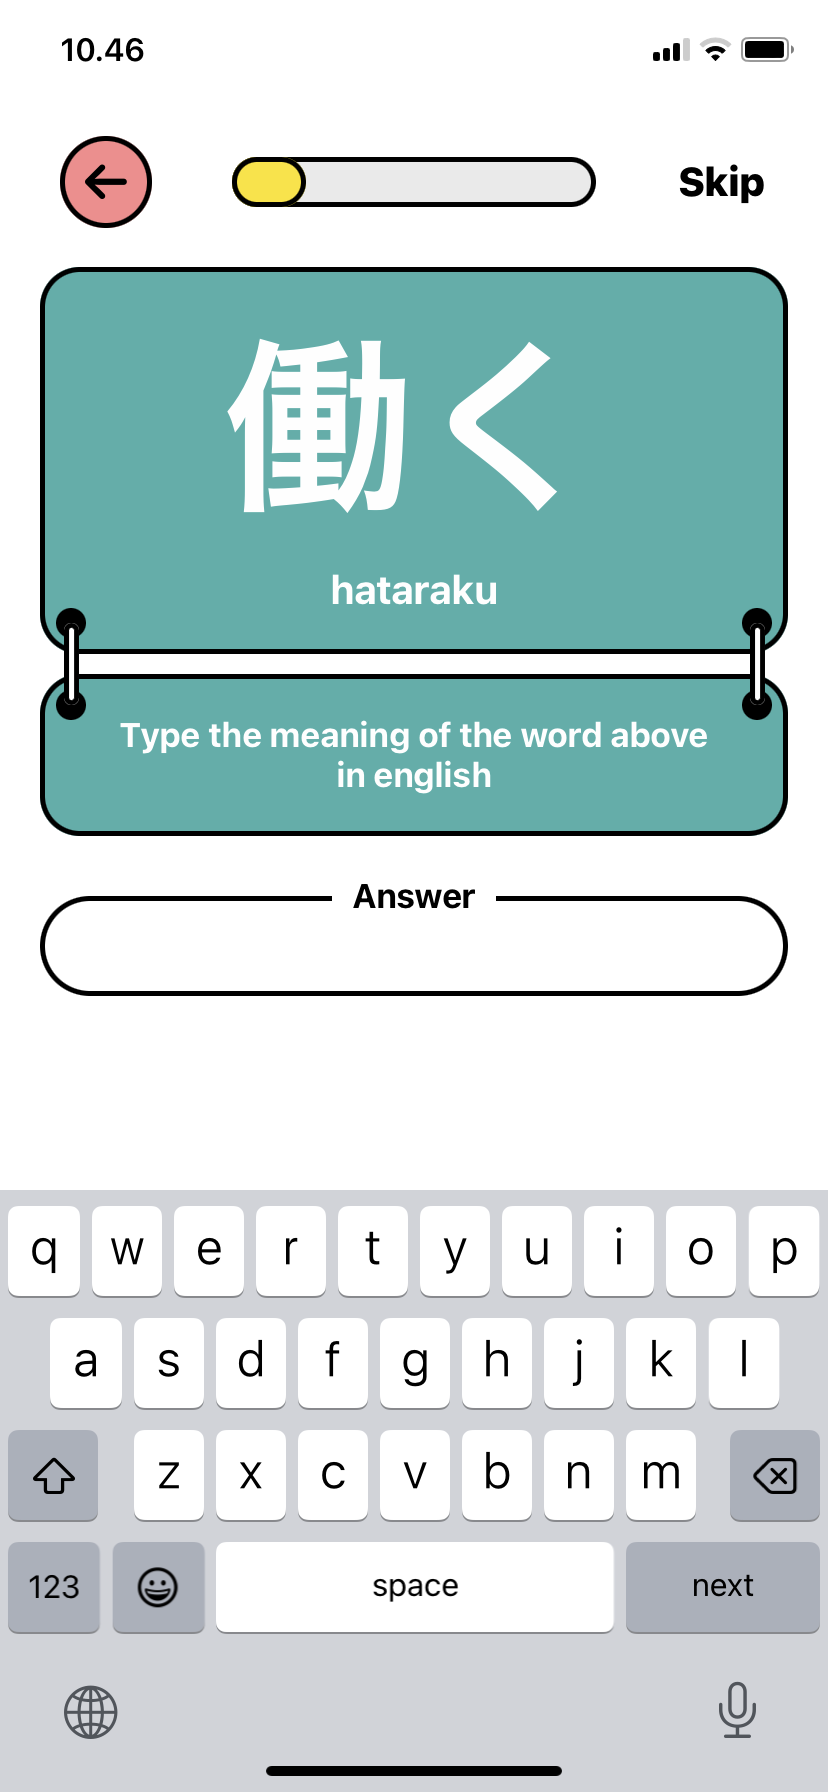 10.46
Skip
働く
hataraku
Type the meaning of the word above
in english
Answer
q w e r t y u i o p
a s d f g h j k l
z x c v b n m
123 space next